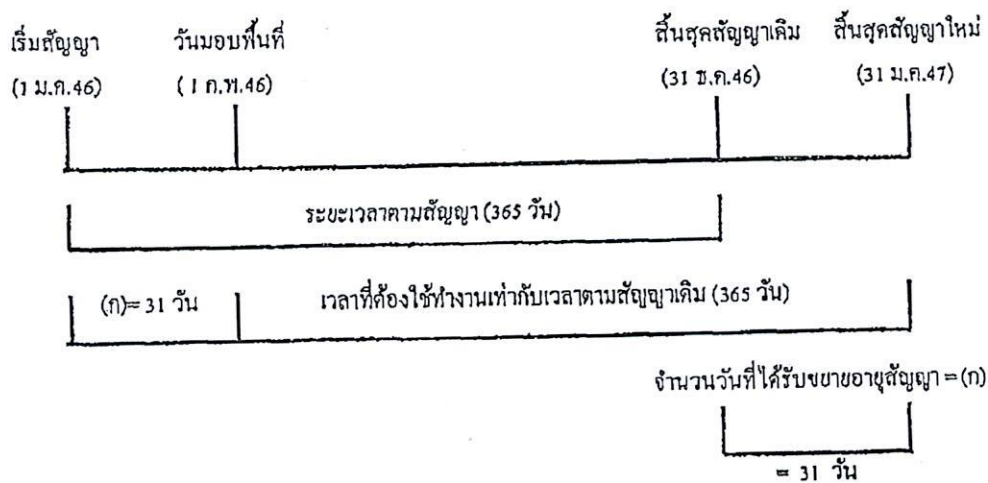 เริ่มสัญญา วันมอบพื้นที่ สิ้นสุดสัญญาเดิม สิ้นสุดสัญญาใหม่
(1 ม.ค.46) (1 ก.พ.46) (31 ธ.ค.46) (31 ม.ค.47)
ระยะเวลาตามสัญญา (365 วัน)
(ก)= 31 วัน เวลาที่ต้องใช้ทำงานเท่ากับเวลาตามสัญญาเดิม (365 วัน)
จำนวนวันที่ได้รับขยายอายุสัญญา = (ก)
= 31 วัน